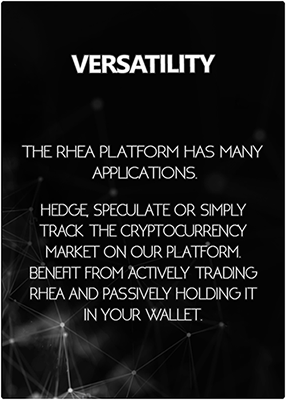 VERSATILITY
THE RHEA PLATFORM HAS MANY
APPLICATIONS.
HEDGE, SPECULATE OR SIMPLY
TRACK THE CRYPTOCURRENCY
MARKET ON OUR PLATFORM.
BENEFIT FROM ACTIVELY TRADING
RHEA AND PASSIVELY HOLDING IT
IN YOUR WALLET.